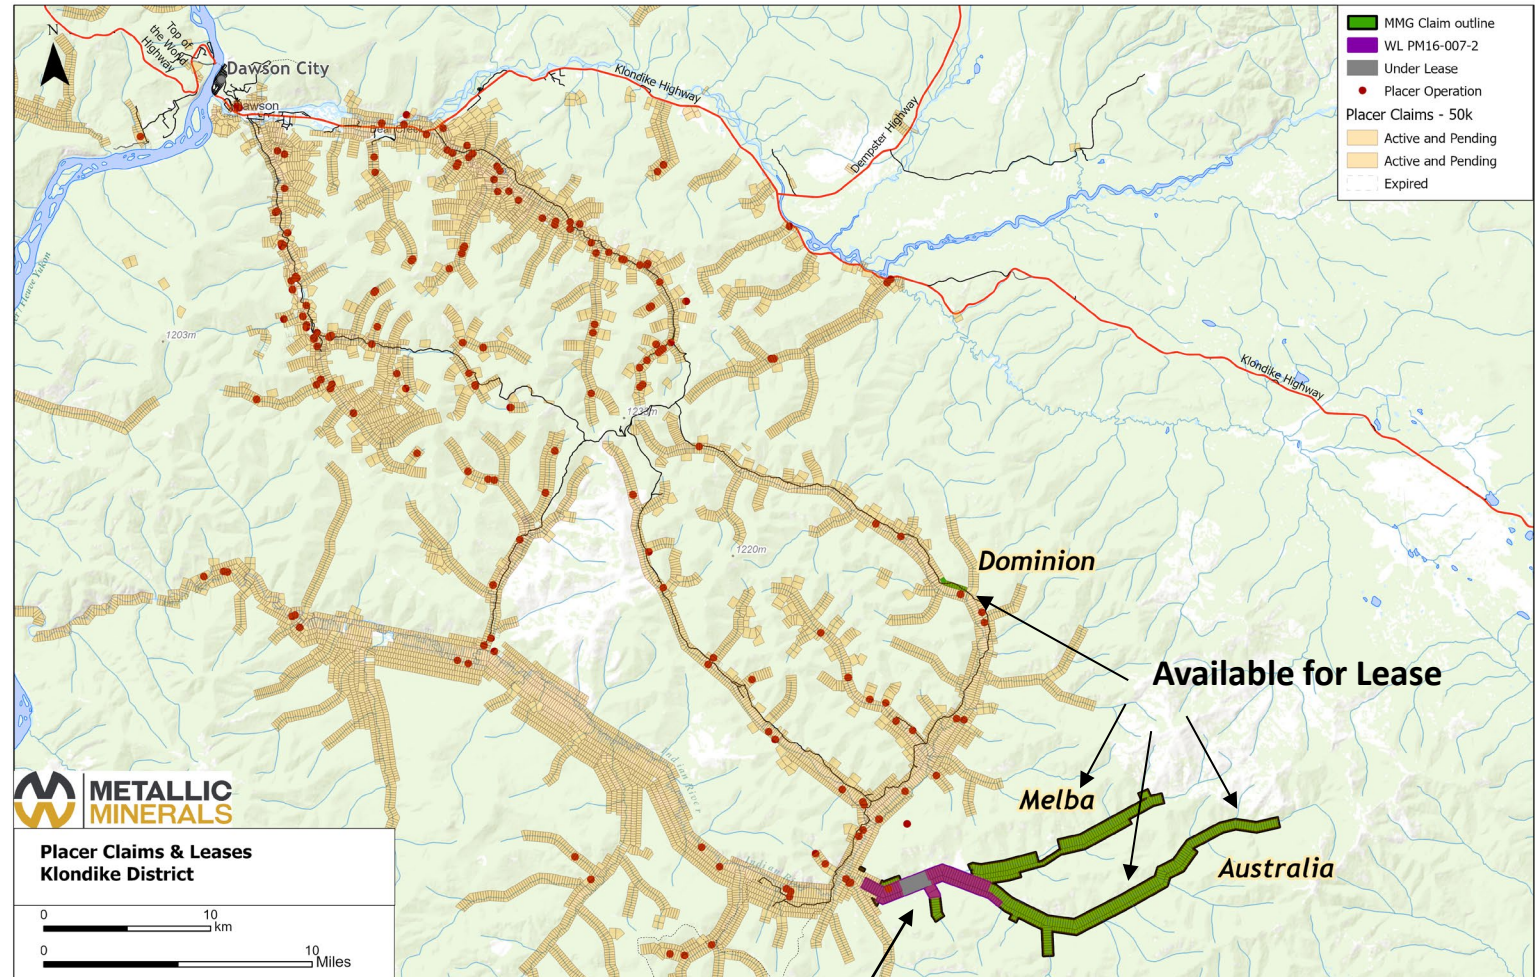 N
Top of
the World
Highway
Dawson City
Dawson
Klondike Highway
Dempster Highway
MMG Claim outline
WL PM16-007-2
Under Lease
Placer Operation
Placer Claims - 50k
Active and Pending
Active and Pending
Expired
1203m
Klondike Highway
1220m
Dominion
Available for Lease
Melba
Australia
Indian River
METALLIC
MINERALS
Placer Claims & Leases
Klondike District
0 10
km
0 10
Miles